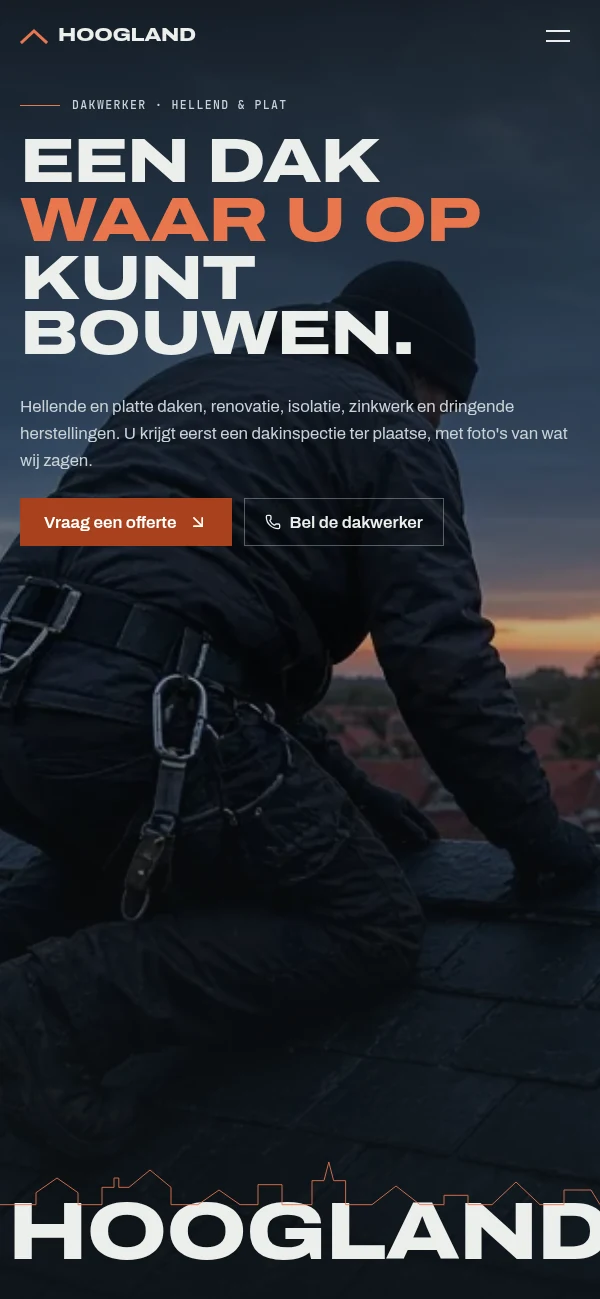 HOOGLAND
DAKWERKER · HELLEND & PLAT
EEN DAK
WAAR U OP
KUNT
BOUWEN.
Hellende en platte daken, renovatie, isolatie, zinkwerk en dringende
herstellingen. U krijgt eerst een dakinspectie ter plaatse, met foto's van wat
wij zagen.
Vraag een offerte
Bel de dakwerker
HOOGLAND